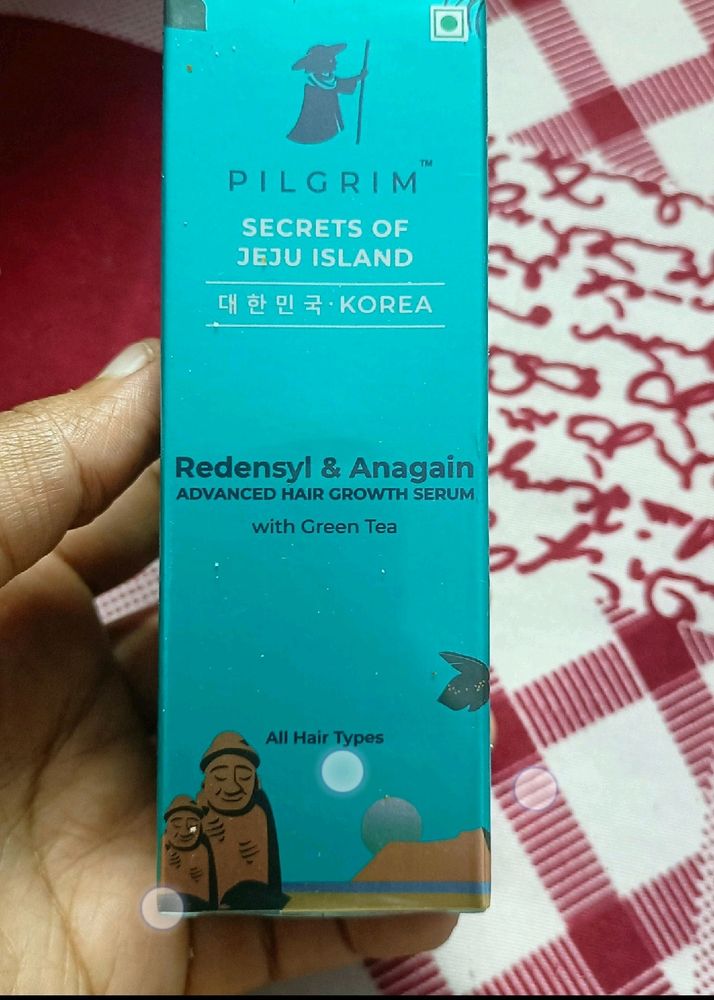 PILGRIM™
SECRETS OF
JEJU ISLAND
대한민국·KOREA
Redensyl & Anagain
ADVANCED HAIR GROWTH SERUM
with Green Tea
All Hair Types